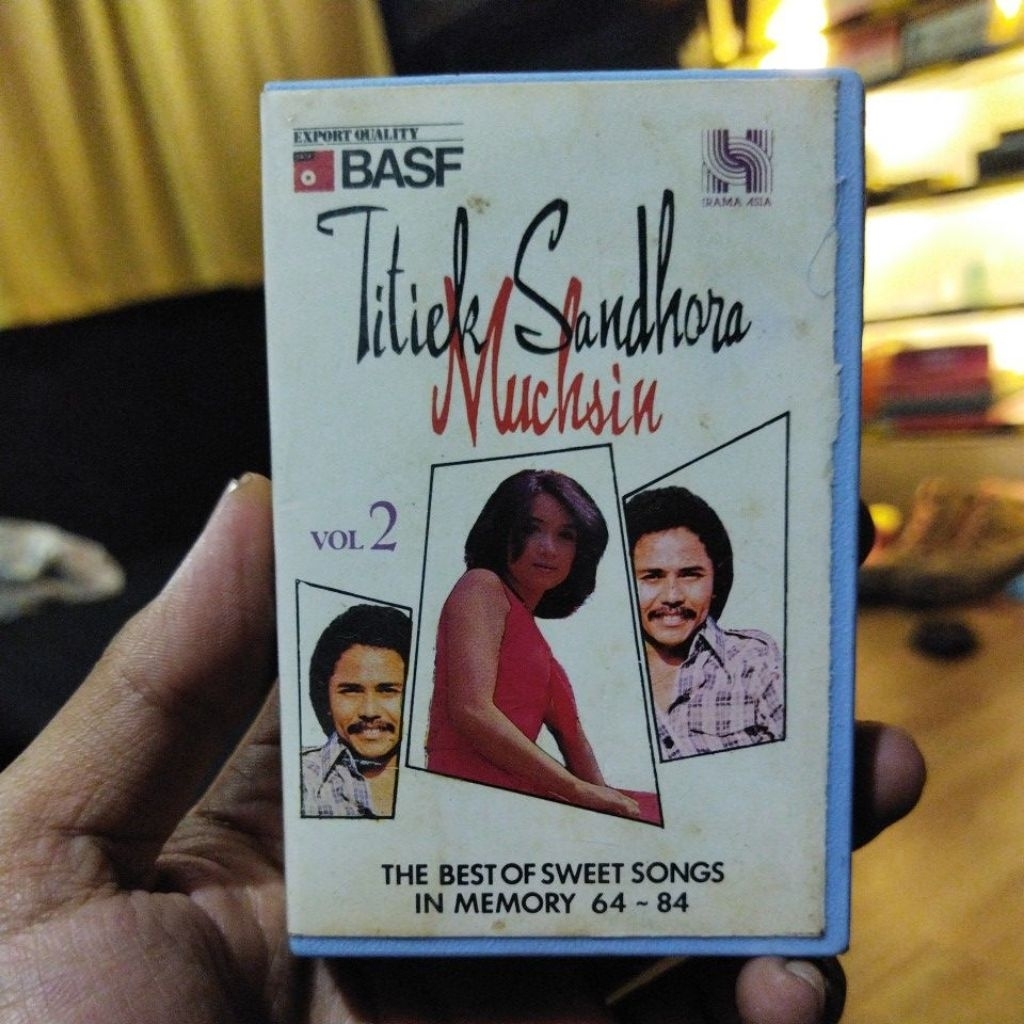 EXPORT QUALITY
BASF
IRAMA ASIA
Titiek Sandhora
Muchsin
VOL 2
THE BEST OF SWEET SONGS
IN MEMORY 64 ~ 84